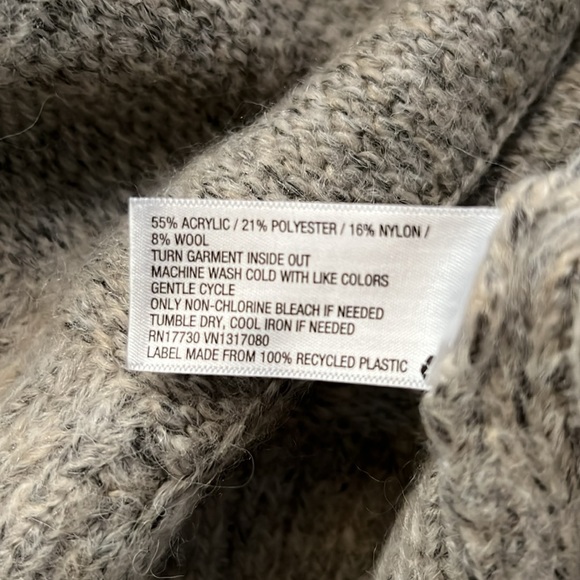 55% ACRYLIC / 21% POLYESTER / 16% NYLON /
8% WOOL
TURN GARMENT INSIDE OUT
MACHINE WASH COLD WITH LIKE COLORS
GENTLE CYCLE
ONLY NON-CHLORINE BLEACH IF NEEDED
TUMBLE DRY, COOL IRON IF NEEDED
RN17730 VN1317080
LABEL MADE FROM 100% RECYCLED PLASTIC